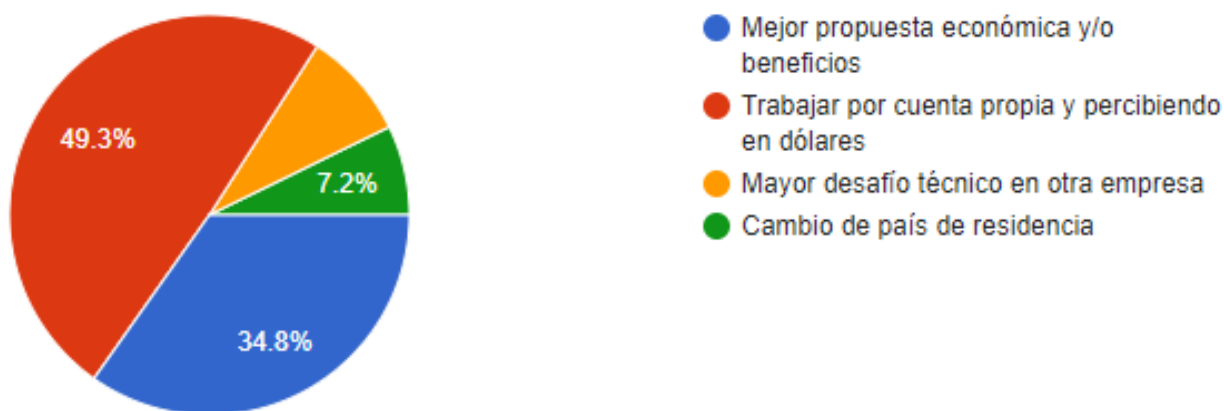 49.3%
7.2%
34.8%
Mejor propuesta económica y/o
beneficios
Trabajar por cuenta propia y percibiendo
en dólares
Mayor desafío técnico en otra empresa
Cambio de país de residencia